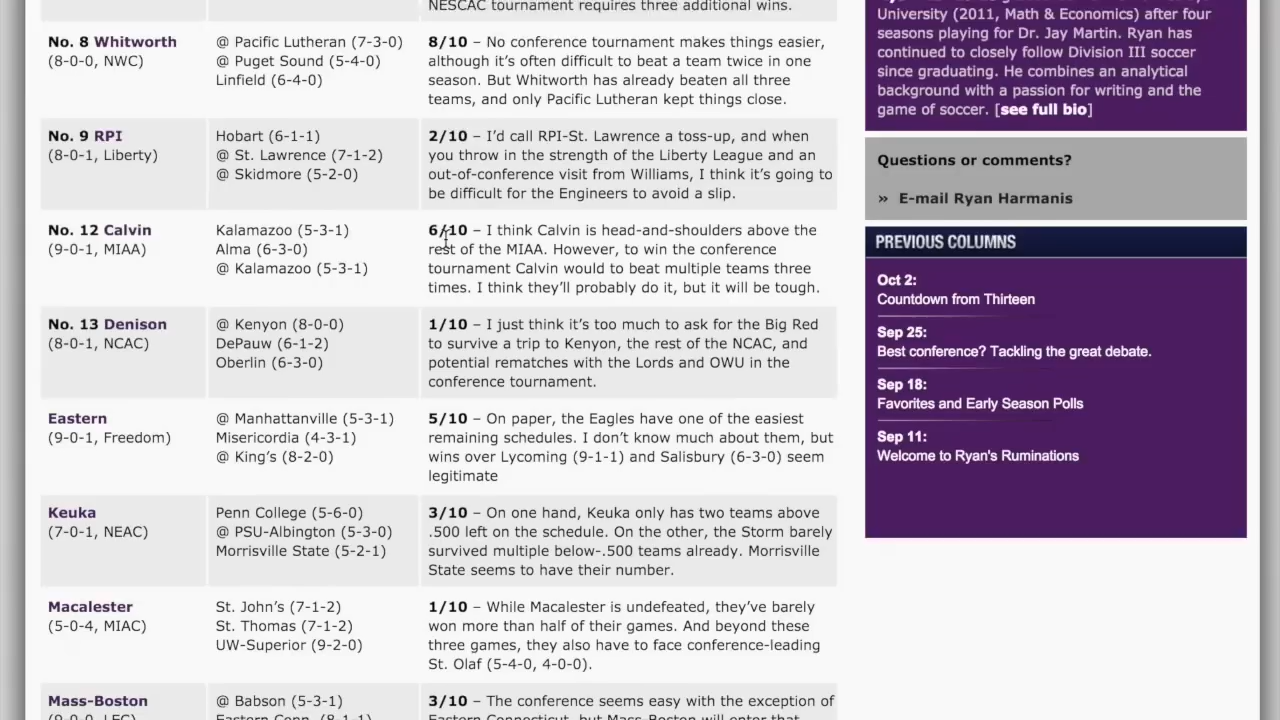 NESCAC tournament requires three additional wins.
No. 8 Whitworth
(8-0-0, NWC)
@ Pacific Lutheran (7-3-0)
@ Puget Sound (5-4-0)
Linfield (6-4-0)
8/10 – No conference tournament makes things easier,
although it's often difficult to beat a team twice in one
season. But Whitworth has already beaten all three
teams, and only Pacific Lutheran kept things close.
No. 9 RPI
(8-0-1, Liberty)
Hobart (6-1-1)
@ St. Lawrence (7-1-2)
@ Skidmore (5-2-0)
2/10 – I'd call RPI-St. Lawrence a toss-up, and when
you throw in the strength of the Liberty League and an
out-of-conference visit from Williams, I think it's going to
be difficult for the Engineers to avoid a slip.
No. 12 Calvin
(9-0-1, MIAA)
Kalamazoo (5-3-1)
Alma (6-3-0)
@ Kalamazoo (5-3-1)
6/10 – I think Calvin is head-and-shoulders above the
rest of the MIAA. However, to win the conference
tournament Calvin would to beat multiple teams three
times. I think they'll probably do it, but it will be tough.
No. 13 Denison
(8-0-1, NCAC)
@ Kenyon (8-0-0)
DePauw (6-1-2)
Oberlin (6-3-0)
1/10 – I just think it's too much to ask for the Big Red
to survive a trip to Kenyon, the rest of the NCAC, and
potential rematches with the Lords and OWU in the
conference tournament.
Eastern
(9-0-1, Freedom)
@ Manhattanville (5-3-1)
Misericordia (4-3-1)
@ King's (8-2-0)
5/10 – On paper, the Eagles have one of the easiest
remaining schedules. I don't know much about them, but
wins over Lycoming (9-1-1) and Salisbury (6-3-0) seem
legitimate
Keuka
(7-0-1, NEAC)
Penn College (5-6-0)
@ PSU-Albington (5-3-0)
Morrisville State (5-2-1)
3/10 – On one hand, Keuka only has two teams above
.500 left on the schedule. On the other, the Storm barely
survived multiple below-.500 teams already. Morrisville
State seems to have their number.
Macalester
(5-0-4, MIAC)
St. John's (7-1-2)
St. Thomas (7-1-2)
UW-Superior (9-2-0)
1/10 – While Macalester is undefeated, they've barely
won more than half of their games. And beyond these
three games, they also have to face conference-leading
St. Olaf (5-4-0, 4-0-0).
Mass-Boston
(9-0-0, LEC)
@ Babson (5-3-1)
Eastern Conn. (8-1-1)
3/10 – The conference seems easy with the exception of
Eastern Connecticut, but Mass-Boston will enter that
University (2011, Math & Economics) after four
seasons playing for Dr. Jay Martin. Ryan has
continued to closely follow Division III soccer
since graduating. He combines an analytical
background with a passion for writing and the
game of soccer. [see full bio]
Questions or comments?
» E-mail Ryan Harmanis
PREVIOUS COLUMNS
Oct 2:
Countdown from Thirteen
Sep 25:
Best conference? Tackling the great debate.
Sep 18:
Favorites and Early Season Polls
Sep 11:
Welcome to Ryan's Ruminations